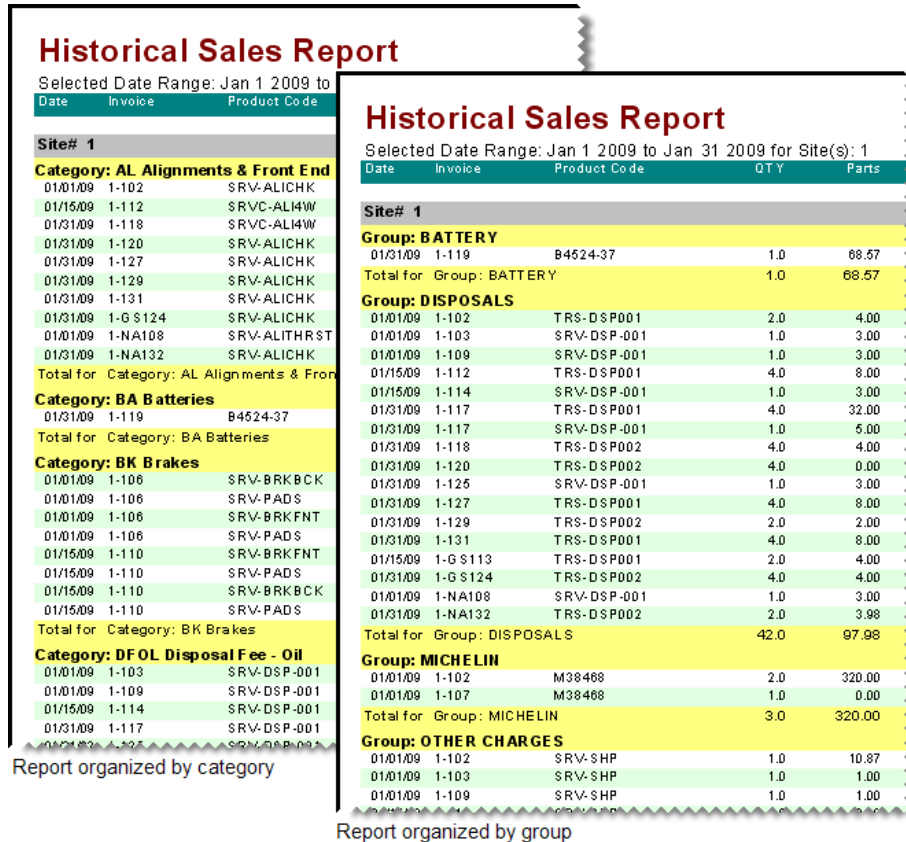 Historical Sales Report
Selected Date Range: Jan 1 2009 to
Date Invoice Product Code
Site# 1
Category: AL Alignments & Front End
01/01/09 1-102 SRV-ALICHK
01/15/09 1-112 SRVC-ALI4W
01/31/09 1-118 SRVC-ALI4W
01/31/09 1-120 SRV-ALICHK
01/31/09 1-127 SRV-ALICHK
01/31/09 1-129 SRV-ALICHK
01/31/09 1-131 SRV-ALICHK
01/31/09 1-GS124 SRV-ALICHK
01/01/09 1-NA108 SRV-ALITHRST
01/31/09 1-NA132 SRV-ALICHK
Total for Category: AL Alignments & Fron
Category: BA Batteries
01/31/09 1-119 B4524-37
Total for Category: BA Batteries
Category: BK Brakes
01/01/09 1-106 SRV-BRKBCK
01/01/09 1-106 SRV-PADS
01/01/09 1-106 SRV-BRKFNT
01/01/09 1-106 SRV-PADS
01/15/09 1-110 SRV-BRKFNT
01/15/09 1-110 SRV-PADS
01/15/09 1-110 SRV-BRKBCK
01/15/09 1-110 SRV-PADS
Total for Category: BK Brakes
Category: DFOL Disposal Fee - Oil
01/01/09 1-103 SRV-DSP-001
01/01/09 1-109 SRV-DSP-001
01/15/09 1-114 SRV-DSP-001
01/31/09 1-117 SRV-DSP-001
Report organized by category
Historical Sales Report
Selected Date Range: Jan 1 2009 to Jan 31 2009 for Site(s): 1
Date Invoice Product Code QTY Parts
Site# 1
Group: BATTERY
01/31/09 1-119 B4524-37 1.0 68.57
Total for Group: BATTERY 1.0 68.57
Group: DISPOSALS
01/01/09 1-102 TRS-DSP001 2.0 4.00
01/01/09 1-103 SRV-DSP-001 1.0 3.00
01/01/09 1-109 SRV-DSP-001 1.0 3.00
01/15/09 1-112 TRS-DSP001 4.0 8.00
01/15/09 1-114 SRV-DSP-001 1.0 3.00
01/31/09 1-117 TRS-DSP001 4.0 32.00
01/31/09 1-117 SRV-DSP-001 1.0 5.00
01/31/09 1-118 TRS-DSP002 4.0 4.00
01/31/09 1-120 TRS-DSP002 4.0 0.00
01/31/09 1-125 SRV-DSP-001 1.0 3.00
01/31/09 1-127 TRS-DSP001 4.0 8.00
01/31/09 1-129 TRS-DSP002 2.0 2.00
01/31/09 1-131 TRS-DSP001 4.0 8.00
01/15/09 1-GS113 TRS-DSP001 2.0 4.00
01/31/09 1-GS124 TRS-DSP002 4.0 4.00
01/01/09 1-NA108 SRV-DSP-001 1.0 3.00
01/31/09 1-NA132 TRS-DSP002 2.0 3.98
Total for Group: DISPOSALS 42.0 97.98
Group: MICHELIN
01/01/09 1-102 M38468 2.0 320.00
01/01/09 1-107 M38468 1.0 0.00
Total for Group: MICHELIN 3.0 320.00
Group: OTHER CHARGES
01/01/09 1-102 SRV-SHP 1.0 10.87
01/01/09 1-103 SRV-SHP 1.0 1.00
01/01/09 1-109 SRV-SHP 1.0 1.00
Report organized by group